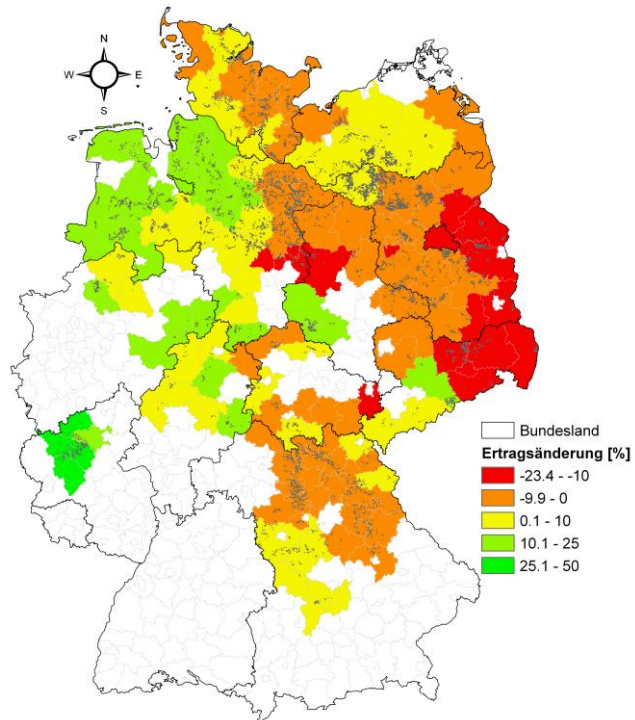 N
W E
S
Bundesland
Ertragsänderung [%]
-23.4 - -10
-9.9 - 0
0.1 - 10
10.1 - 25
25.1 - 50